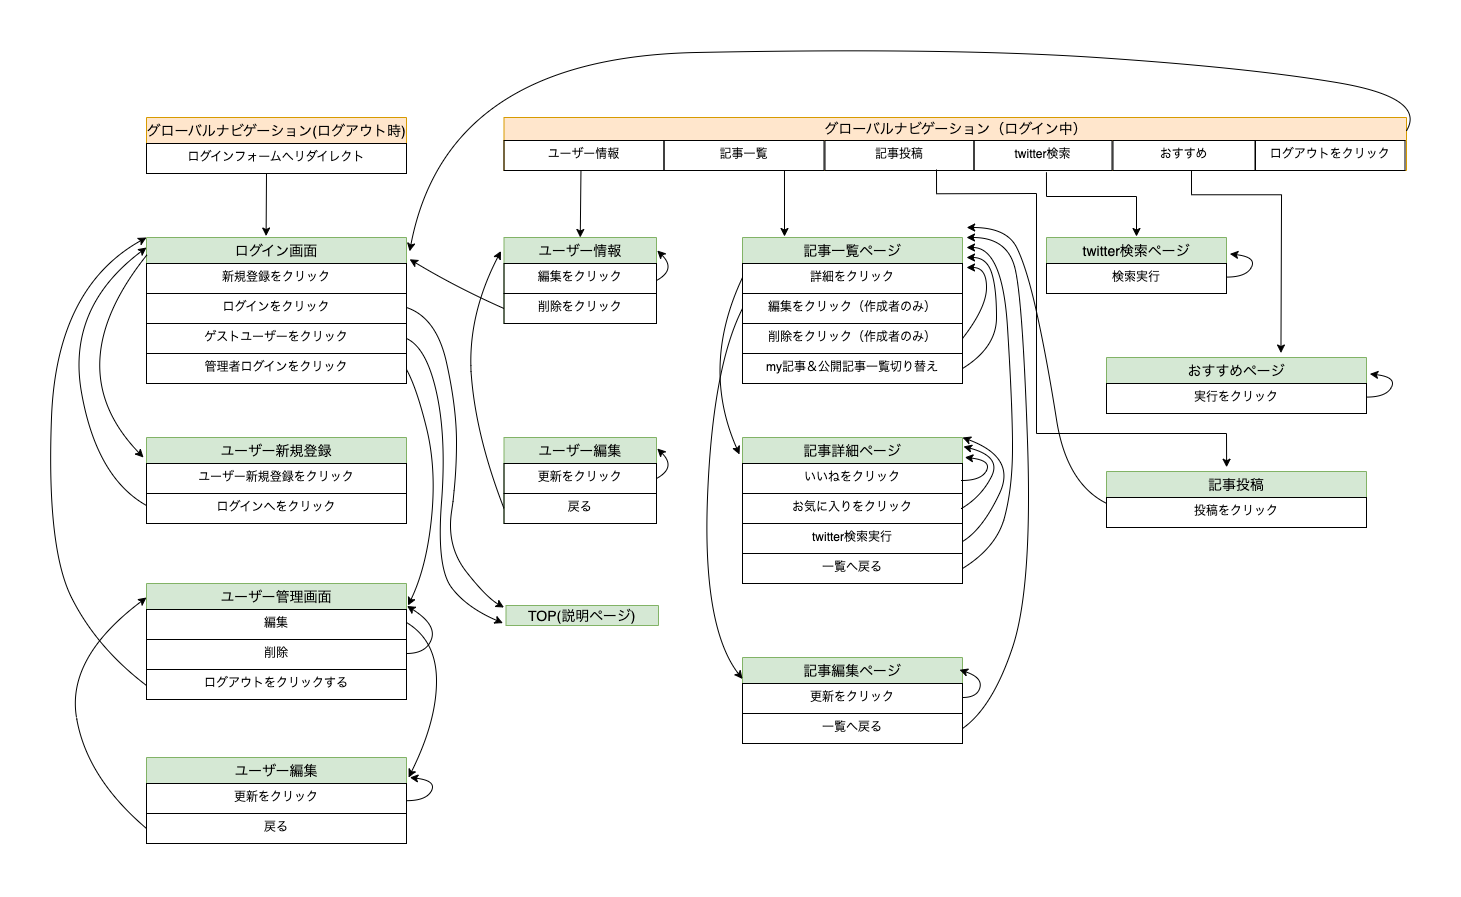 グローバルナビゲーション(ログアウト時)
ログインフォームへリダイレクト
グローバルナビゲーション（ログイン中）
ユーザー情報
記事一覧
記事投稿
twitter検索
おすすめ
ログアウトをクリック
ログイン画面
新規登録をクリック
ログインをクリック
ゲストユーザーをクリック
管理者ログインをクリック
ユーザー新規登録
ユーザー新規登録をクリック
ログインへをクリック
ユーザー管理画面
編集
削除
ログアウトをクリックする
ユーザー編集
更新をクリック
戻る
ユーザー情報
編集をクリック
削除をクリック
ユーザー編集
更新をクリック
戻る
TOP(説明ページ)
記事一覧ページ
詳細をクリック
編集をクリック（作成者のみ）
削除をクリック（作成者のみ）
my記事＆公開記事一覧切り替え
記事詳細ページ
いいねをクリック
お気に入りをクリック
twitter検索実行
一覧へ戻る
記事編集ページ
更新をクリック
一覧へ戻る
twitter検索ページ
検索実行
おすすめページ
実行をクリック
記事投稿
投稿をクリック